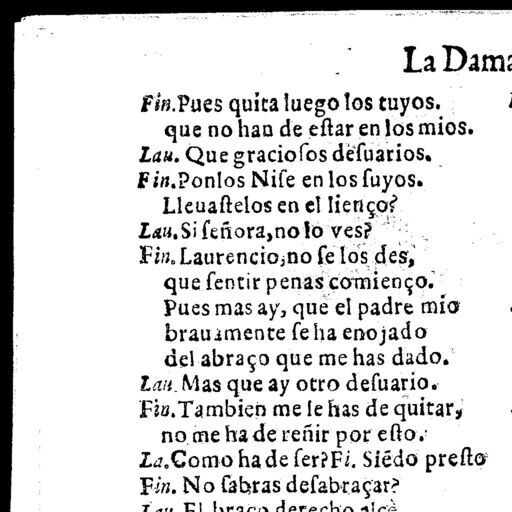 La Dama
Fin. Pues quita luego los tuyos.
que no han de eſtar en los mios.
Lau. Que gracioſos deſuarios.
Fin. Ponlos Niſe en los ſuyos.
Lleuaſtelos en el lienço?
Lau. Si ſeñora, no lo ves?
Fin. Laurencio, no ſe los des,
que ſentir penas comienço.
Pues mas ay, que el padre mio
brauamente ſe ha enojado
del abraço que me has dado.
Lau. Mas que ay otro deſuario.
Fin. Tambien me le has de quitar,
no me ha de reñir por eſto.
La. Como ha de ſer? Fi. Siẽdo preſto
Fin. No ſabras deſabraçar?
Lau. El braço derecho alcè